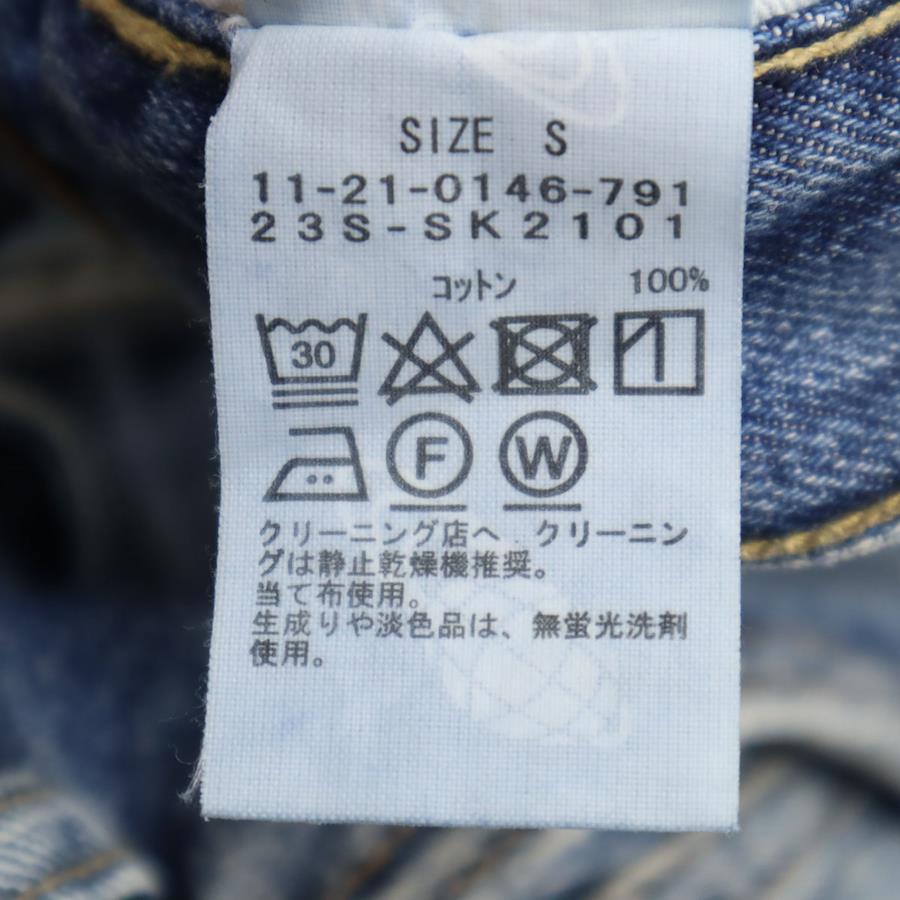 SIZE S
11-21-0146-791
23S-SK2101
コットン 100%
30
F W
クリーニング店へ クリーニン
グは静止乾燥機推奨。
当て布使用。
生成りや淡色品は、無蛍光洗剤
使用。